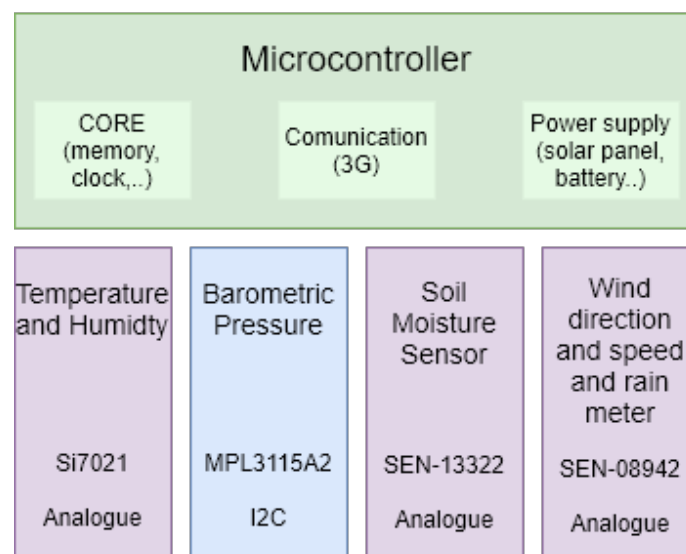 Microcontroller
CORE
(memory,
clock,..)
Comunication
(3G)
Power supply
(solar panel,
battery..)
Temperature
and Humidty
Si7021
Analogue
Barometric
Pressure
MPL3115A2
I2C
Soil
Moisture
Sensor
SEN-13322
Analogue
Wind
direction
and speed
and rain
meter
SEN-08942
Analogue